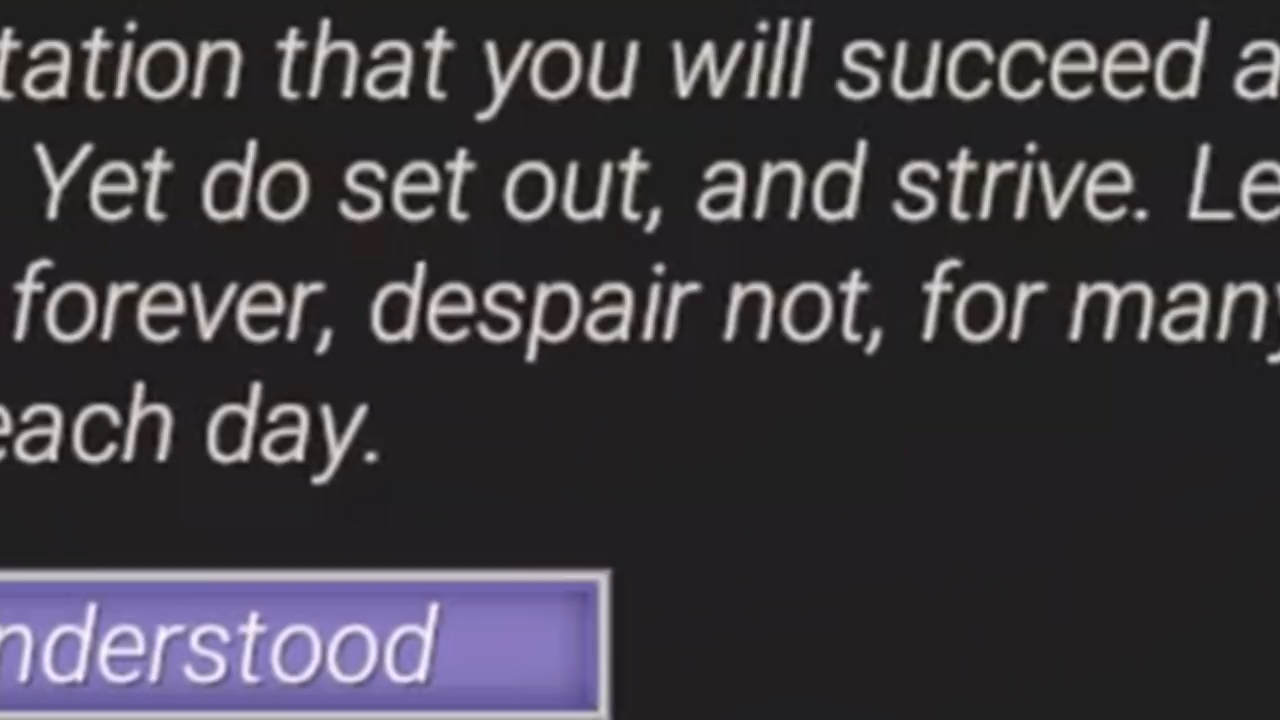 tation that you will succeed a
Yet do set out, and strive. Le
forever, despair not, for many
each day.
nderstood